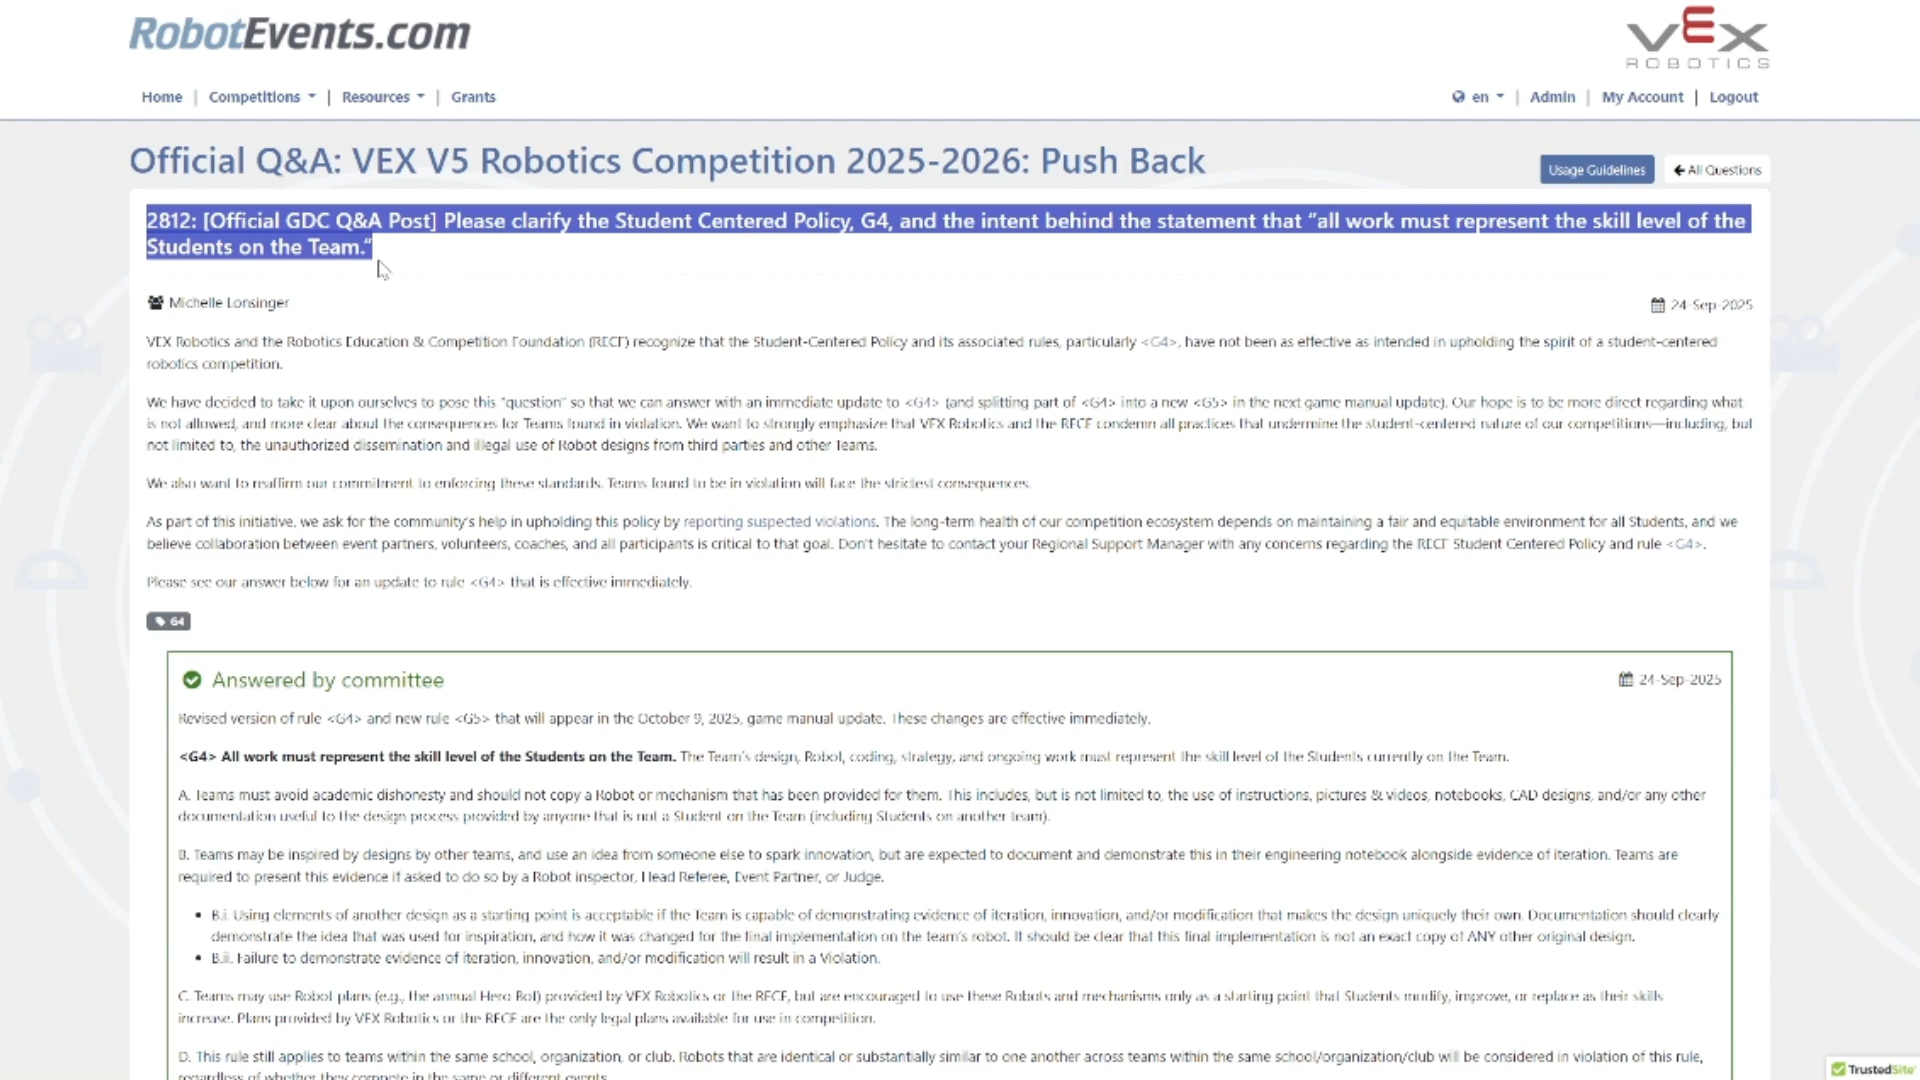 RobotEvents.com
VEX
ROBOTICS
Home | Competitions | Resources | Grants
en | Admin | My Account | Logout
Official Q&A: VEX V5 Robotics Competition 2025-2026: Push Back
Usage Guidelines
All Questions
2812: [Official GDC Q&A Post] Please clarify the Student Centered Policy, G4, and the intent behind the statement that “all work must represent the skill level of the
Students on the Team.”
Michelle Lonsinger
24-Sep-2025
VEX Robotics and the Robotics Education & Competition Foundation (RECF) recognize that the Student-Centered Policy and its associated rules, particularly <G4>, have not been as effective as intended in upholding the spirit of a student-centered
robotics competition.
We have decided to take it upon ourselves to pose this "question" so that we can answer with an immediate update to <G4> (and splitting part of <G4> into a new <G5> in the next game manual update). Our hope is to be more direct regarding what
is not allowed, and more clear about the consequences for Teams found in violation. We want to strongly emphasize that VEX Robotics and the RECF condemn all practices that undermine the student-centered nature of our competitions—including, but
not limited to, the unauthorized dissemination and illegal use of Robot designs from third parties and other Teams.
We also want to reaffirm our commitment to enforcing these standards. Teams found to be in violation will face the strictest consequences.
As part of this initiative, we ask for the community's help in upholding this policy by reporting suspected violations. The long-term health of our competition ecosystem depends on maintaining a fair and equitable environment for all Students, and we
believe collaboration between event partners, volunteers, coaches, and all participants is critical to that goal. Don't hesitate to contact your Regional Support Manager with any concerns regarding the RECF Student Centered Policy and rule <G4>.
Please see our answer below for an update to rule <G4> that is effective immediately.
G4
Answered by committee
24-Sep-2025
Revised version of rule <G4> and new rule <G5> that will appear in the October 9, 2025, game manual update. These changes are effective immediately.
<G4> All work must represent the skill level of the Students on the Team. The Team's design, Robot, coding, strategy, and ongoing work must represent the skill level of the Students currently on the Team.
A. Teams must avoid academic dishonesty and should not copy a Robot or mechanism that has been provided for them. This includes, but is not limited to, the use of instructions, pictures & videos, notebooks, CAD designs, and/or any other
documentation useful to the design process provided by anyone that is not a Student on the Team (including Students on another team).
B. Teams may be inspired by designs by other teams, and use an idea from someone else to spark innovation, but are expected to document and demonstrate this in their engineering notebook alongside evidence of iteration. Teams are
required to present this evidence if asked to do so by a Robot inspector, Head Referee, Event Partner, or Judge.
• B.i. Using elements of another design as a starting point is acceptable if the Team is capable of demonstrating evidence of iteration, innovation, and/or modification that makes the design uniquely their own. Documentation should clearly
demonstrate the idea that was used for inspiration, and how it was changed for the final implementation on the team's robot. It should be clear that this final implementation is not an exact copy of ANY other original design.
• B.ii. Failure to demonstrate evidence of iteration, innovation, and/or modification will result in a Violation.
C. Teams may use Robot plans (e.g., the annual Hero Bot) provided by VEX Robotics or the RECF, but are encouraged to use these Robots and mechanisms only as a starting point that Students modify, improve, or replace as their skills
increase. Plans provided by VEX Robotics or the RECF are the only legal plans available for use in competition.
D. This rule still applies to teams within the same school, organization, or club. Robots that are identical or substantially similar to one another across teams within the same school/organization/club will be considered in violation of this rule,
regardless of whether they compete in the same or different events.
TrustedSite